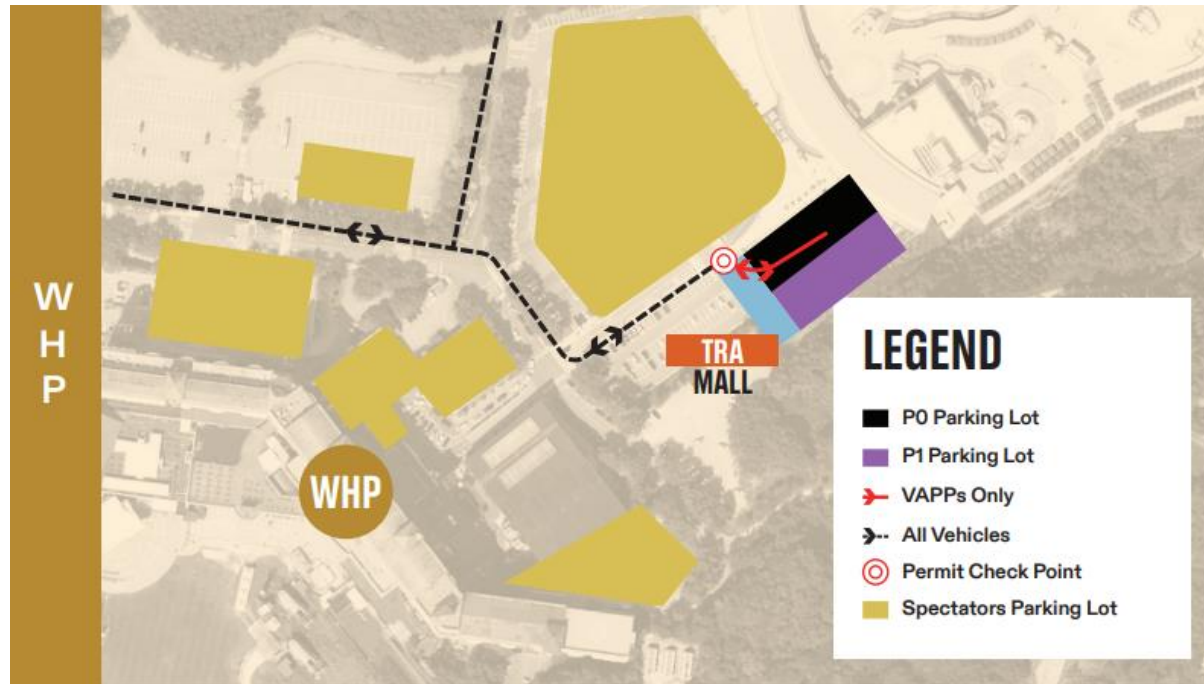 W
H
P
WHP
TRA
MALL
LEGEND
P0 Parking Lot
P1 Parking Lot
VAPPs Only
All Vehicles
Permit Check Point
Spectators Parking Lot